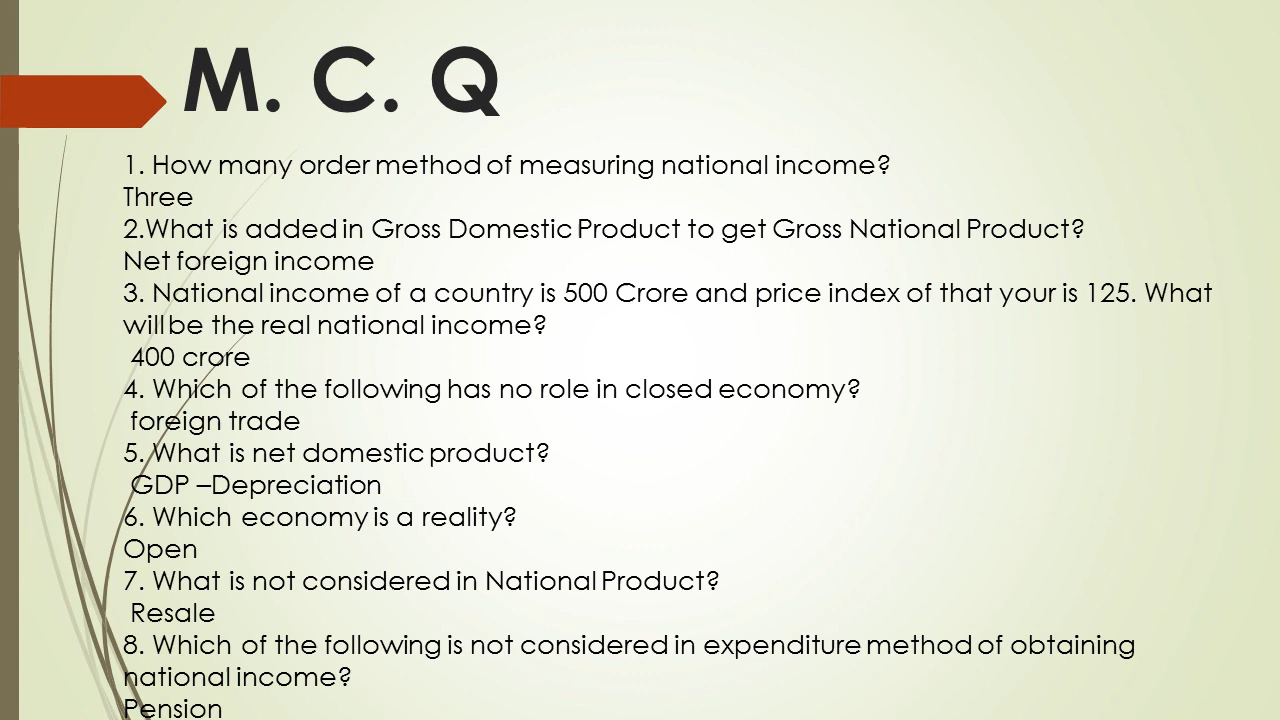 M. C. Q
1. How many order method of measuring national income?
Three
2.What is added in Gross Domestic Product to get Gross National Product?
Net foreign income
3. National income of a country is 500 Crore and price index of that your is 125. What
will be the real national income?
400 crore
4. Which of the following has no role in closed economy?
foreign trade
5. What is net domestic product?
GDP –Depreciation
6. Which economy is a reality?
Open
7. What is not considered in National Product?
Resale
8. Which of the following is not considered in expenditure method of obtaining
national income?
Pension